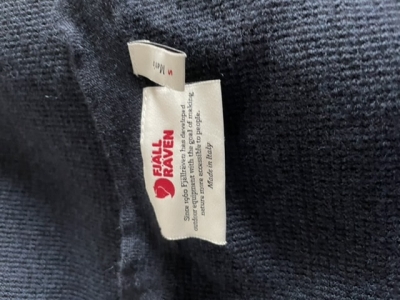 S Men
FJÄLL
RÄVEN
Since 1960 Fjällräven has developed
outdoor equipment with the goal of making
nature more accessible to people.
Made in Italy.